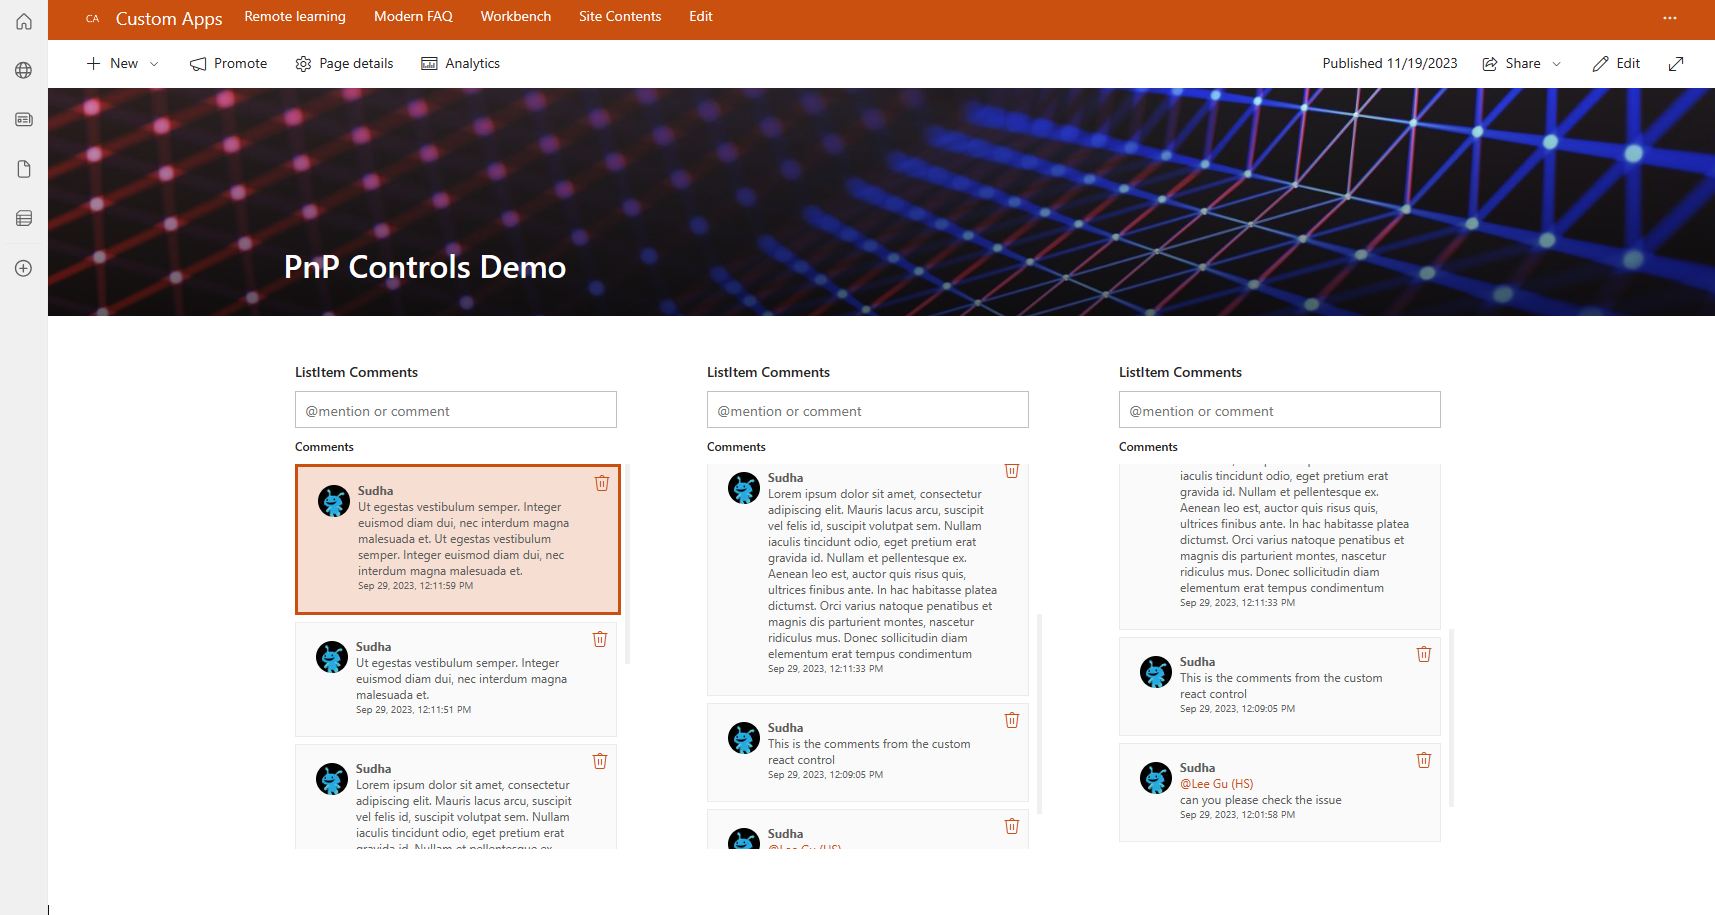 CA Custom Apps Remote learning Modern FAQ Workbench Site Contents Edit
New Promote Page details Analytics Published 11/19/2023 Share Edit
PnP Controls Demo
ListItem Comments
@mention or comment
Comments
Sudha
Ut egestas vestibulum semper. Integer
euismod diam dui, nec interdum magna
malesuada et. Ut egestas vestibulum
semper. Integer euismod diam dui, nec
interdum magna malesuada et.
Sep 29, 2023, 12:11:59 PM
Sudha
Ut egestas vestibulum semper. Integer
euismod diam dui, nec interdum magna
malesuada et.
Sep 29, 2023, 12:11:51 PM
Sudha
Lorem ipsum dolor sit amet, consectetur
adipiscing elit. Mauris lacus arcu, suscipit
vel felis id, suscipit volutpat sem. Nullam
iaculis tincidunt odio, eget pretium erat
gravida id. Nullam et pellentesque ex.
ListItem Comments
@mention or comment
Comments
Sudha
Lorem ipsum dolor sit amet, consectetur
adipiscing elit. Mauris lacus arcu, suscipit
vel felis id, suscipit volutpat sem. Nullam
iaculis tincidunt odio, eget pretium erat
gravida id. Nullam et pellentesque ex.
Aenean leo est, auctor quis risus quis,
ultrices finibus ante. In hac habitasse platea
dictumst. Orci varius natoque penatibus et
magnis dis parturient montes, nascetur
ridiculus mus. Donec sollicitudin diam
elementum erat tempus condimentum
Sep 29, 2023, 12:11:33 PM
Sudha
This is the comments from the custom
react control
Sep 29, 2023, 12:09:05 PM
Sudha
@Lee Gu (HS)
ListItem Comments
@mention or comment
Comments
iaculis tincidunt odio, eget pretium erat
gravida id. Nullam et pellentesque ex.
Aenean leo est, auctor quis risus quis,
ultrices finibus ante. In hac habitasse platea
dictumst. Orci varius natoque penatibus et
magnis dis parturient montes, nascetur
ridiculus mus. Donec sollicitudin diam
elementum erat tempus condimentum
Sep 29, 2023, 12:11:33 PM
Sudha
This is the comments from the custom
react control
Sep 29, 2023, 12:09:05 PM
Sudha
@Lee Gu (HS)
can you please check the issue
Sep 29, 2023, 12:01:58 PM